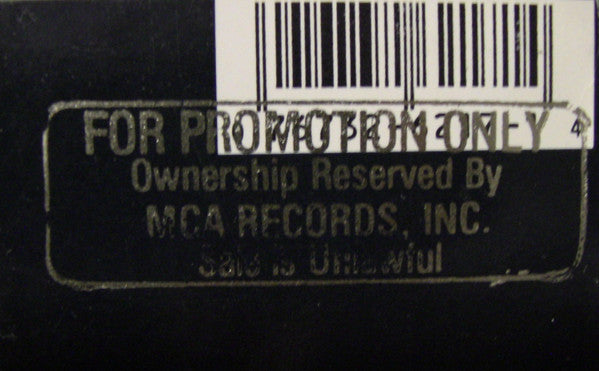 FOR PROMOTION ONLY
Ownership Reserved By
MCA RECORDS, INC.
Sale is Unlawful